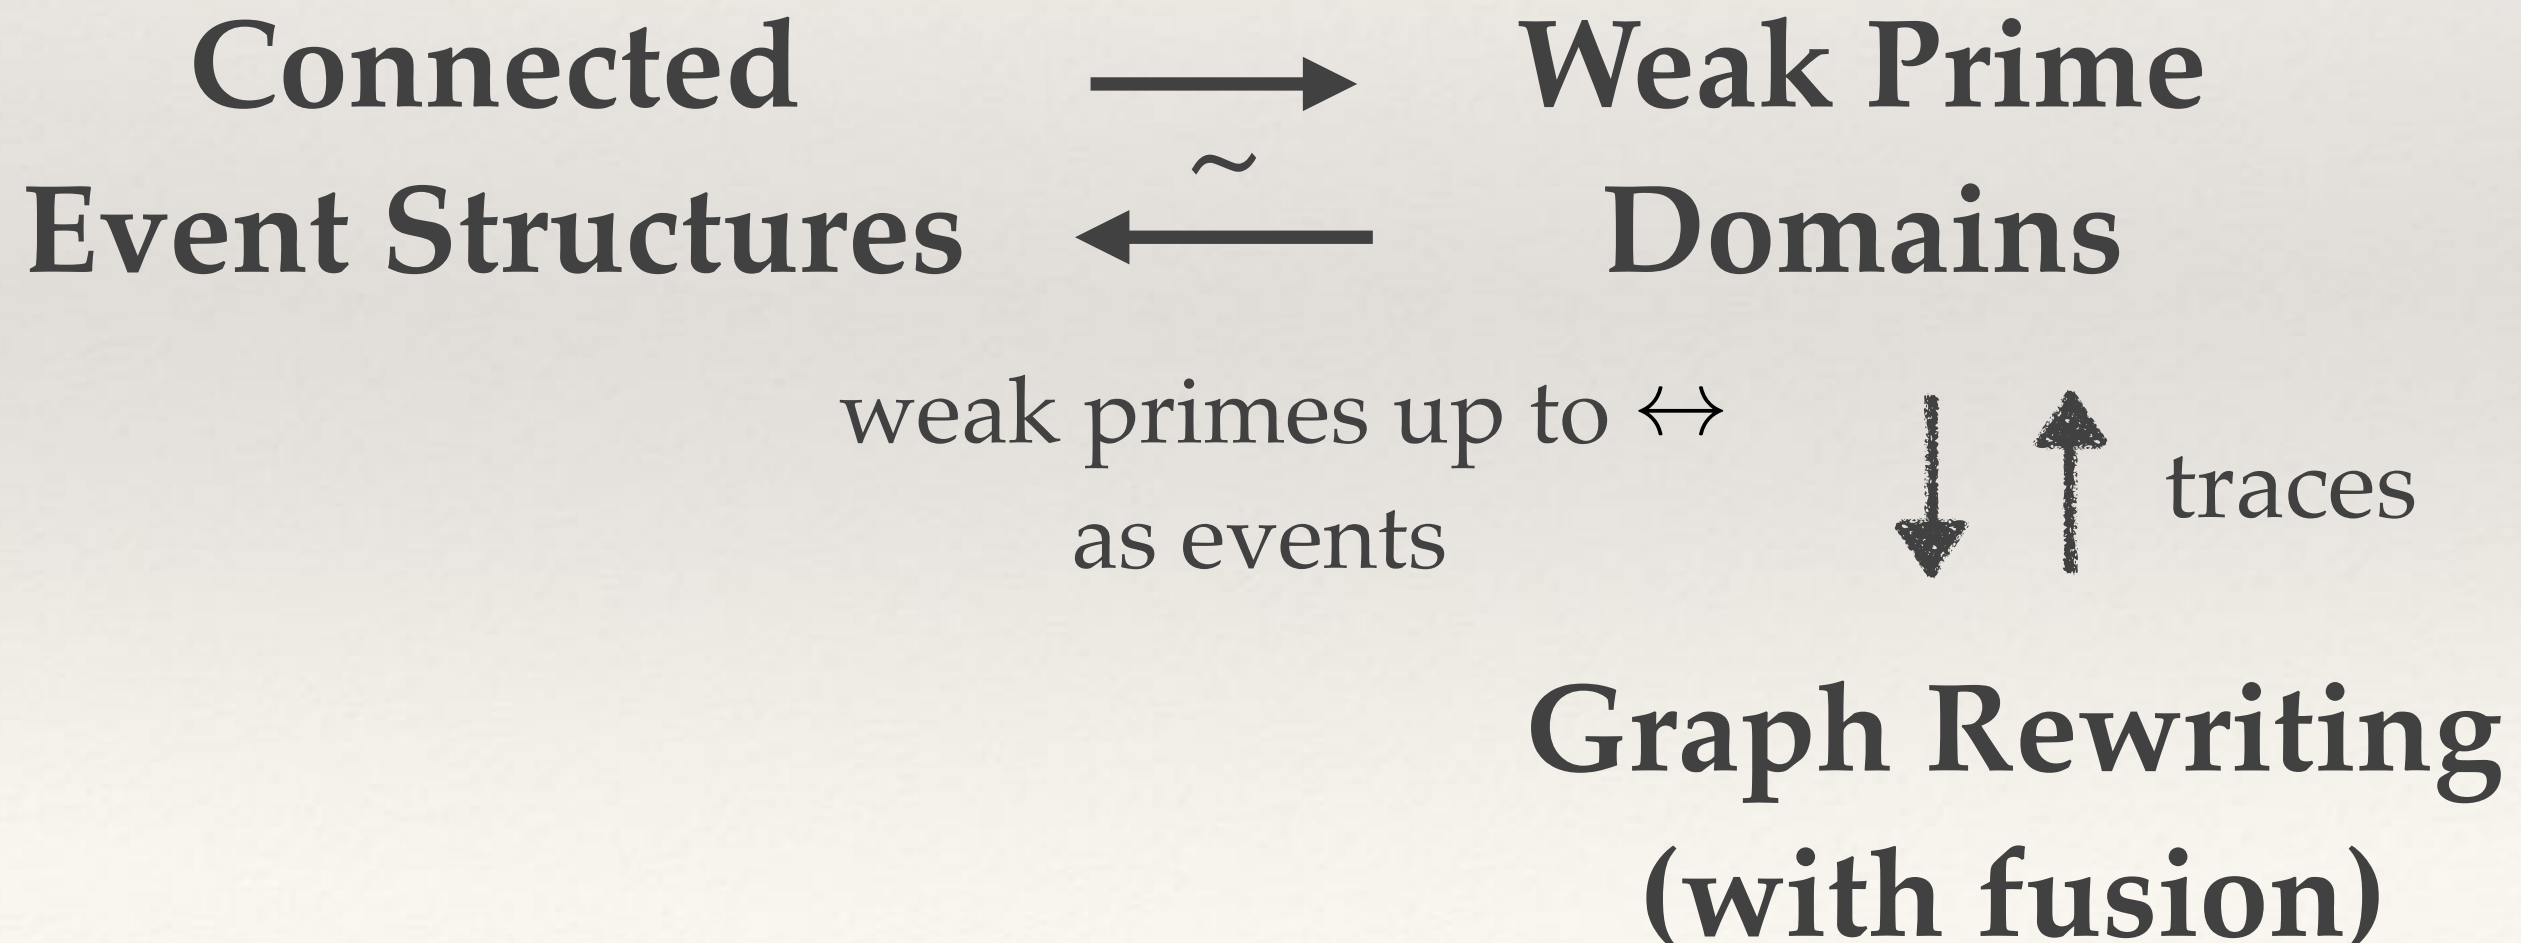 Connected
Event Structures
~
Weak Prime
Domains
weak primes up to ↔
as events
traces
Graph Rewriting
(with fusion)